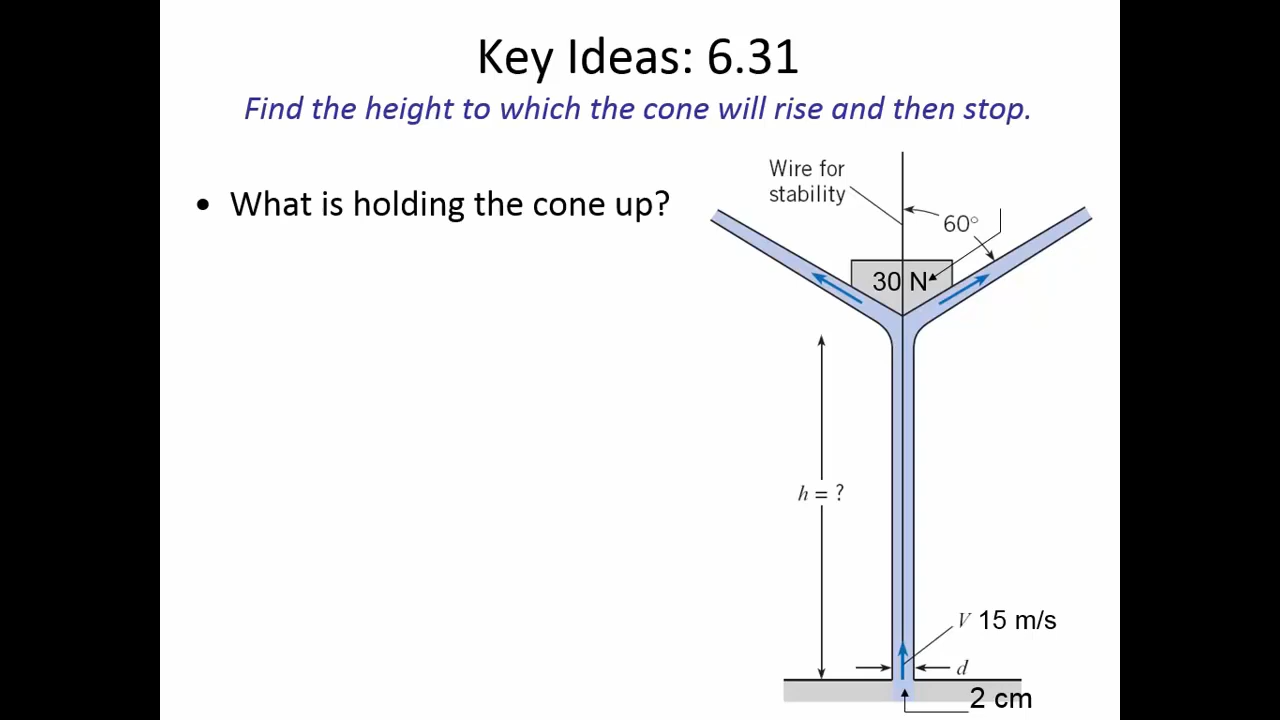 Key Ideas: 6.31
Find the height to which the cone will rise and then stop.
• What is holding the cone up?
Wire for
stability
60°
30 N
h = ?
V 15 m/s
d
2 cm